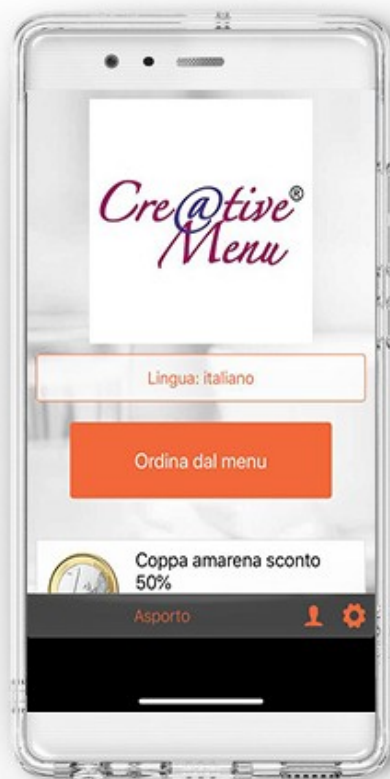 Cre@tive®
Menu
Lingua: italiano
Ordina dal menu
Coppa amarena sconto
50%
Asporto